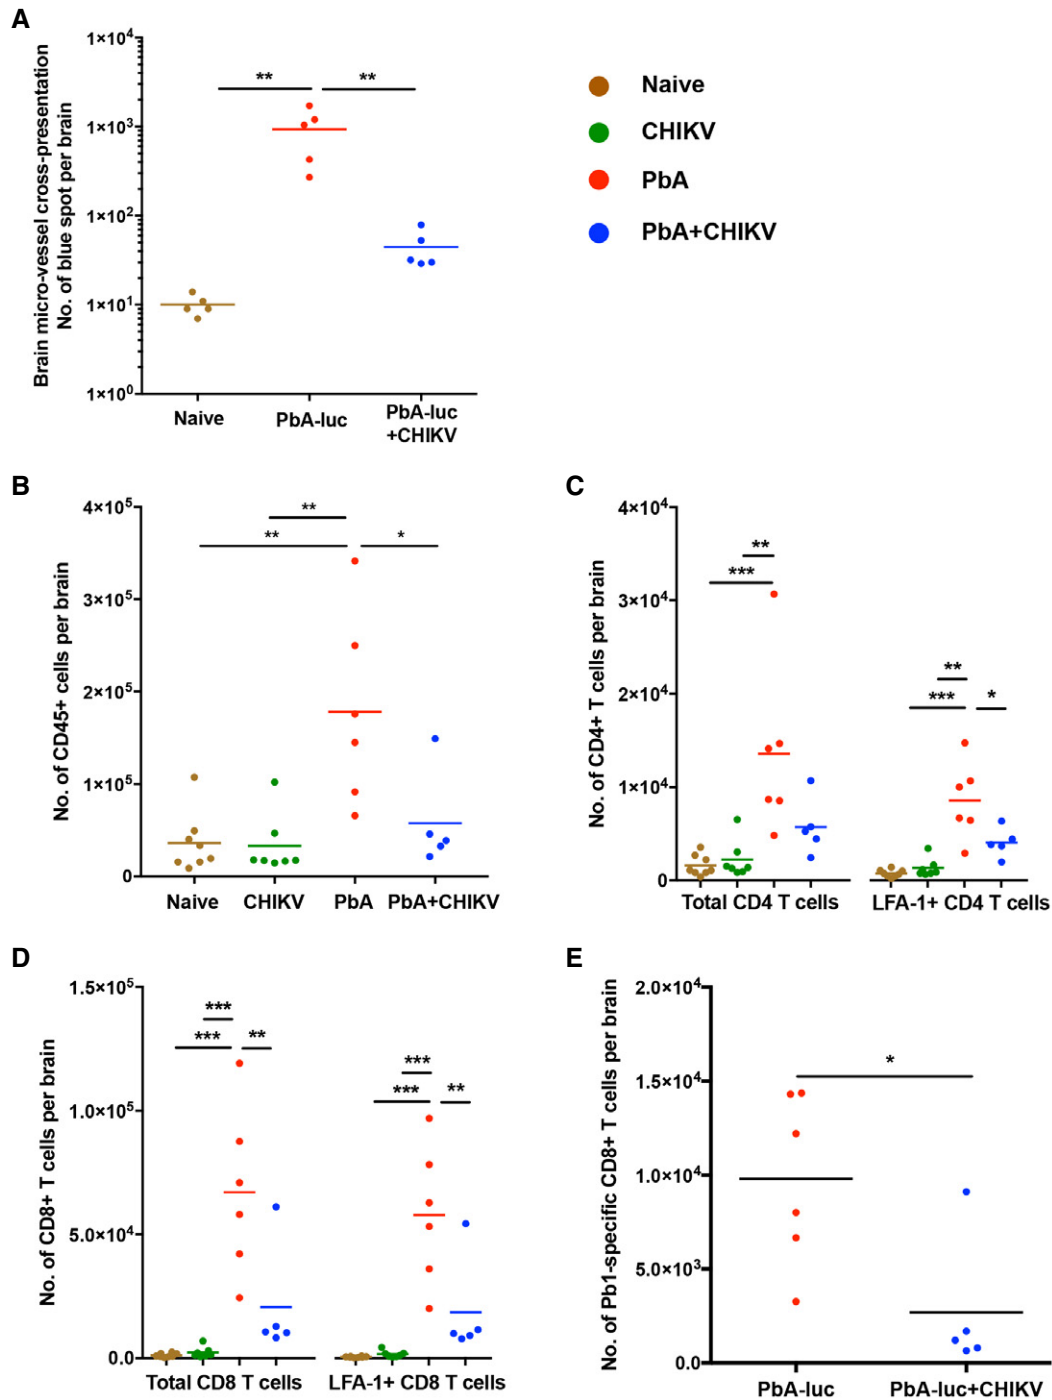 A
Brain micro-vessel cross-presentation
No. of blue spot per brain
1×10⁴
1×10³
1×10²
1×10¹
1×10⁰
**
**
Naive
PbA-luc
PbA-luc
+CHIKV
Naive
CHIKV
PbA
PbA+CHIKV
B
No. of CD45+ cells per brain
4×10⁵
3×10⁵
2×10⁵
1×10⁵
0
**
**
*
Naive
CHIKV
PbA
PbA+CHIKV
C
No. of CD4+ T cells per brain
4×10⁴
3×10⁴
2×10⁴
1×10⁴
0
**
***
**
***
*
Total CD4 T cells
LFA-1+ CD4 T cells
D
No. of CD8+ T cells per brain
1.5×10⁵
1.0×10⁵
5.0×10⁴
0.0
***
***
**
***
***
**
Total CD8 T cells
LFA-1+ CD8 T cells
E
No. of Pb1-specific CD8+ T cells per brain
2.0×10⁴
1.5×10⁴
1.0×10⁴
5.0×10³
0.0
*
PbA-luc
PbA-luc+CHIKV